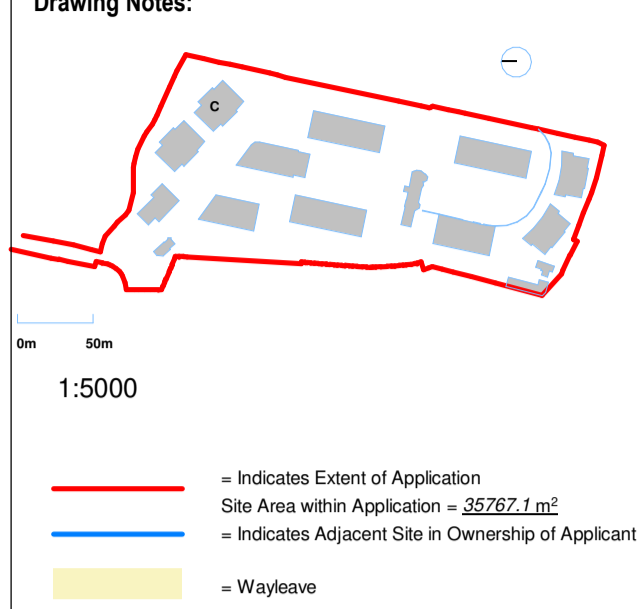 Drawing Notes:
C
0m 50m
1:5000
= Indicates Extent of Application
Site Area within Application = 35767.1 m²
= Indicates Adjacent Site in Ownership of Applicant
= Wayleave